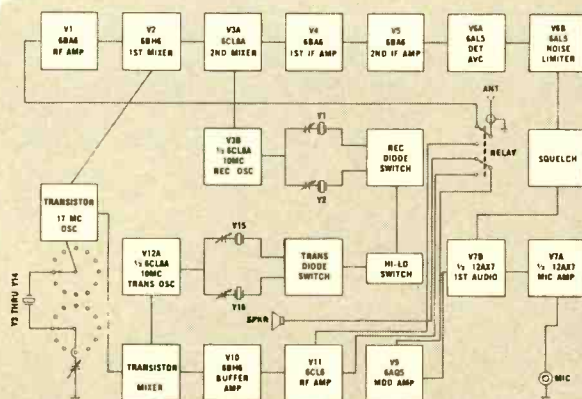 V1
6BA6
RF AMP
V2
6BH6
1ST MIXER
V3A
6CL8A
2ND MIXER
V4
6BA6
1ST IF AMP
V5
6BA6
2ND IF AMP
V6A
6AL5
DET
AVC
V6B
6AL5
NOISE
LIMITER
ANT
V3B
½ 6CL8A
10MC
REC OSC
Y1
Y2
REC
DIODE
SWITCH
RELAY
SQUELCH
TRANSISTOR
17 MC
OSC
Y3 THRU Y14
V12A
½ 6CL8A
10MC
TRANS OSC
Y15
Y16
TRANS
DIODE
SWITCH
HI-LO
SWITCH
V7B
½ 12AX7
1ST AUDIO
V7A
½ 12AX7
MIC AMP
SPKR
TRANSISTOR
MIXER
V10
6BH6
BUFFER
AMP
V11
6CL6
RF AMP
V9
6AQ5
MOD AMP
MIC